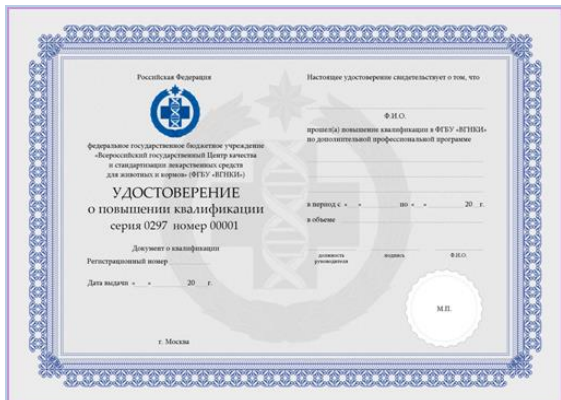 Российская Федерация
федеральное государственное бюджетное учреждение
«Всероссийский государственный Центр качества
и стандартизации лекарственных средств
для животных и кормов» (ФГБУ «ВГНКИ»)
УДОСТОВЕРЕНИЕ
о повышении квалификации
серия 0297 номер 00001
Документ о квалификации
Регистрационный номер
Дата выдачи « » 20 г.
г. Москва
Настоящее удостоверение свидетельствует о том, что
Ф.И.О.
прошел(а) повышение квалификации в ФГБУ «ВГНКИ»
по дополнительной профессиональной программе
в период с « » по « » 20 г.
в объеме
должность руководителя подпись Ф.И.О.
М.П.